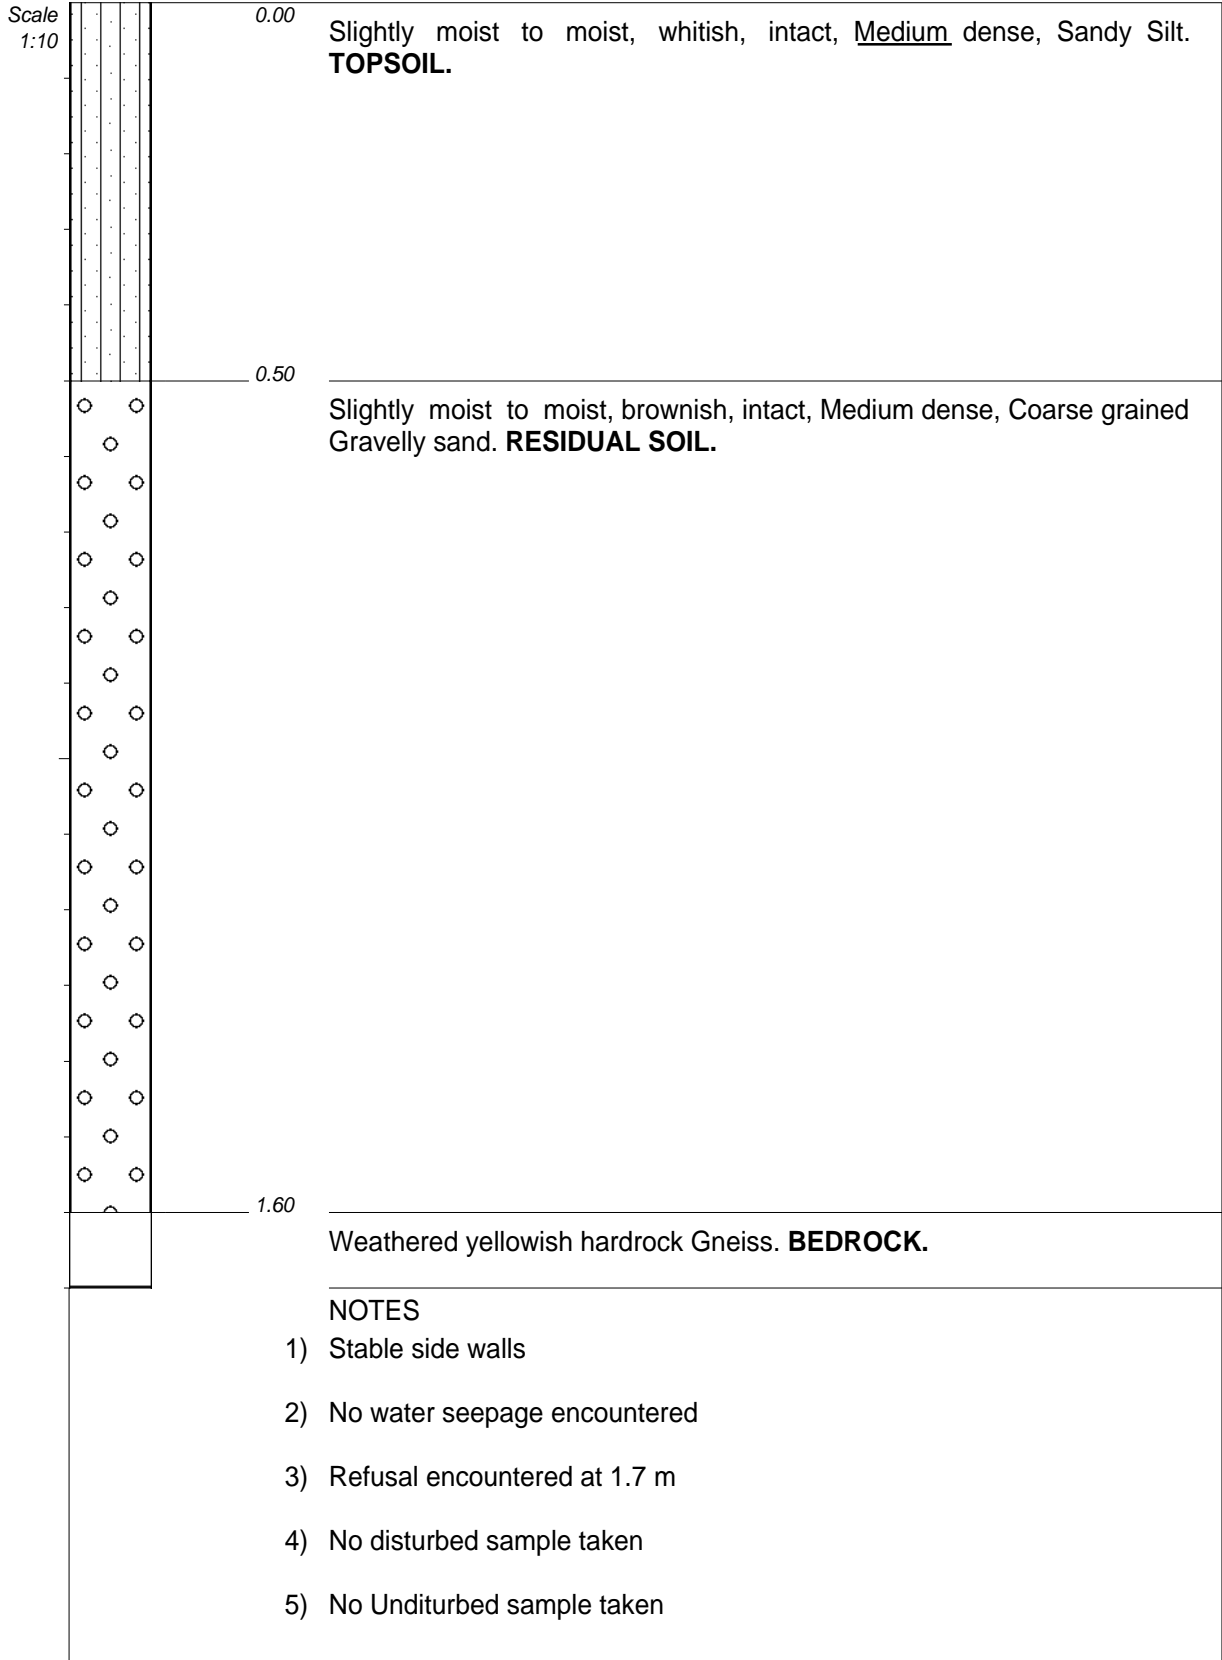 Scale
1:10
0.00
Slightly moist to moist, whitish, intact, Medium dense, Sandy Silt.
TOPSOIL.
0.50
Slightly moist to moist, brownish, intact, Medium dense, Coarse grained
Gravelly sand. RESIDUAL SOIL.
1.60
Weathered yellowish hardrock Gneiss. BEDROCK.
NOTES
1) Stable side walls
2) No water seepage encountered
3) Refusal encountered at 1.7 m
4) No disturbed sample taken
5) No Unditurbed sample taken